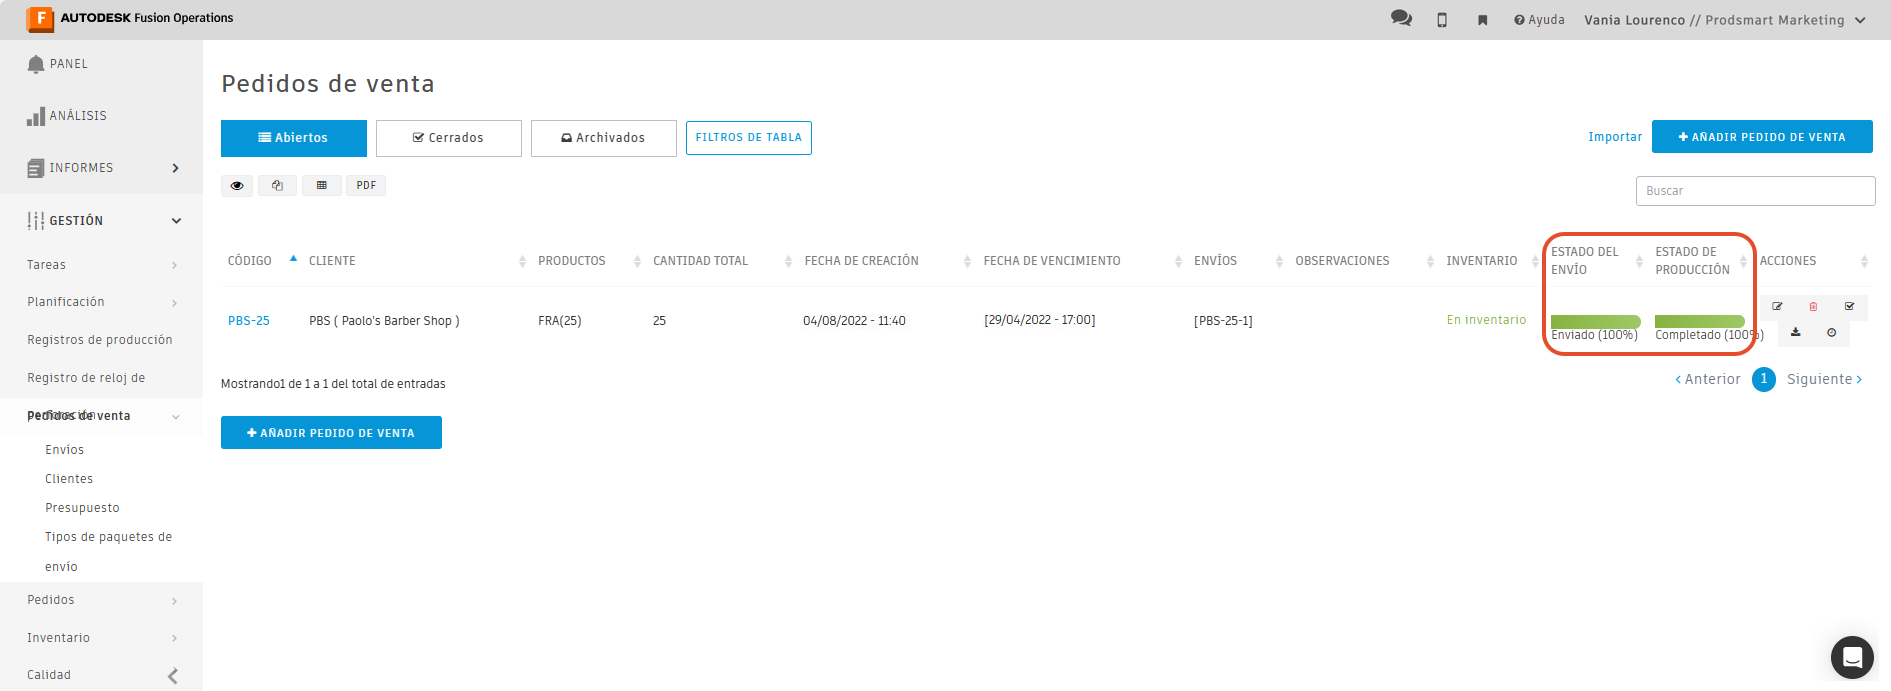 F AUTODESK Fusion Operations
Ayuda
Vania Lourenco // Prodsmart Marketing
PANEL
ANÁLISIS
INFORMES
GESTIÓN
Tareas
Planificación
Registros de producción
Registro de reloj de
perforación
Pedidos de venta
Envíos
Clientes
Presupuesto
Tipos de paquetes de
envío
Pedidos
Inventario
Calidad
Pedidos de venta
Abiertos
Cerrados
Archivados
FILTROS DE TABLA
Importar
+ AÑADIR PEDIDO DE VENTA
PDF
Buscar
CÓDIGO CLIENTE PRODUCTOS CANTIDAD TOTAL FECHA DE CREACIÓN FECHA DE VENCIMIENTO ENVÍOS OBSERVACIONES INVENTARIO
ESTADO DEL
ENVÍO
ESTADO DE
PRODUCCIÓN
ACCIONES
PBS-25 PBS ( Paolo's Barber Shop ) FRA(25) 25 04/08/2022 - 11:40 [29/04/2022 - 17:00] [PBS-25-1] En inventario
Enviado (100%)
Completado (100%)
Mostrando1 de 1 a 1 del total de entradas
Anterior 1 Siguiente
+ AÑADIR PEDIDO DE VENTA